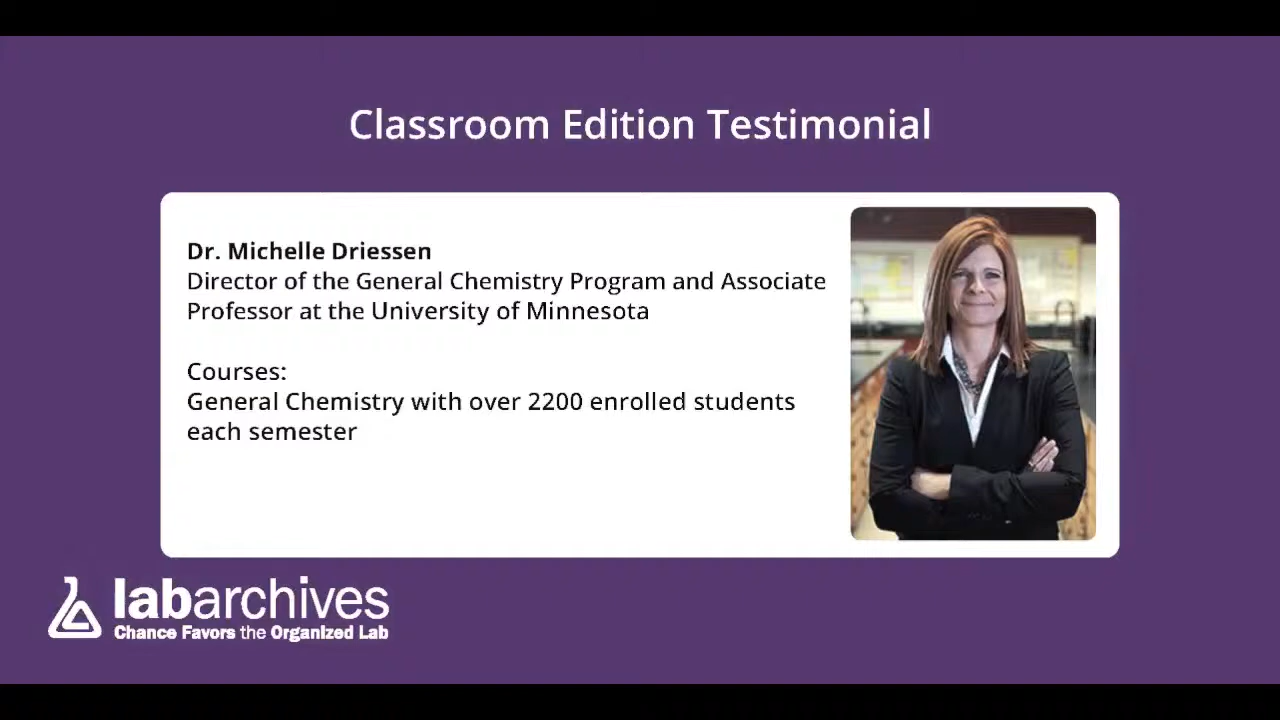 Classroom Edition Testimonial
Dr. Michelle Driessen
Director of the General Chemistry Program and Associate
Professor at the University of Minnesota
Courses:
General Chemistry with over 2200 enrolled students
each semester
labarchives
Chance Favors the Organized Lab